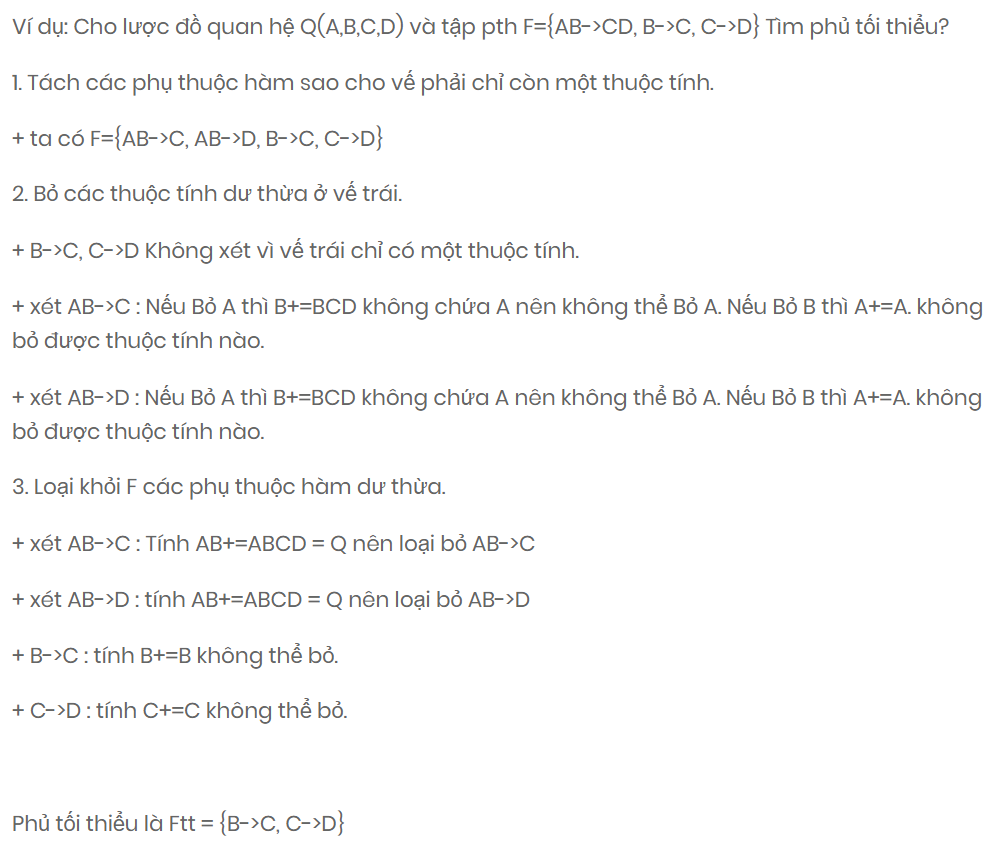 Ví dụ: Cho lược đồ quan hệ Q(A,B,C,D) và tập pth F={AB->CD, B->C, C->D} Tìm phủ tối thiểu?
1. Tách các phụ thuộc hàm sao cho vế phải chỉ còn một thuộc tính.
+ ta có F={AB->C, AB->D, B->C, C->D}
2. Bỏ các thuộc tính dư thừa ở vế trái.
+ B->C, C->D Không xét vì vế trái chỉ có một thuộc tính.
+ xét AB->C : Nếu Bỏ A thì B+=BCD không chứa A nên không thể Bỏ A. Nếu Bỏ B thì A+=A. không
bỏ được thuộc tính nào.
+ xét AB->D : Nếu Bỏ A thì B+=BCD không chứa A nên không thể Bỏ A. Nếu Bỏ B thì A+=A. không
bỏ được thuộc tính nào.
3. Loại khỏi F các phụ thuộc hàm dư thừa.
+ xét AB->C : Tính AB+=ABCD = Q nên loại bỏ AB->C
+ xét AB->D : tính AB+=ABCD = Q nên loại bỏ AB->D
+ B->C : tính B+=B không thể bỏ.
+ C->D : tính C+=C không thể bỏ.
Phủ tối thiểu là Ftt = {B->C, C->D}